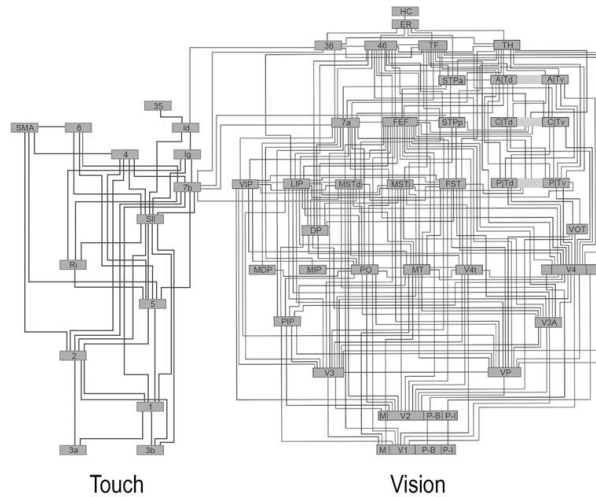 HC
ER
36 46 TF TH
STPa AITd AITv
35
SMA 6 Id 7a FEF STPp CITd CITv
4 Ig
7b VIP LIP MSTd MSTl FST PITd PITv
SII DP VOT
Ri MDP MIP PO MT V4t V4
5 PIP V3A
2 V3 VP
1 M V2 P-B P-I
3a 3b M V1 P-B P-I
Touch Vision